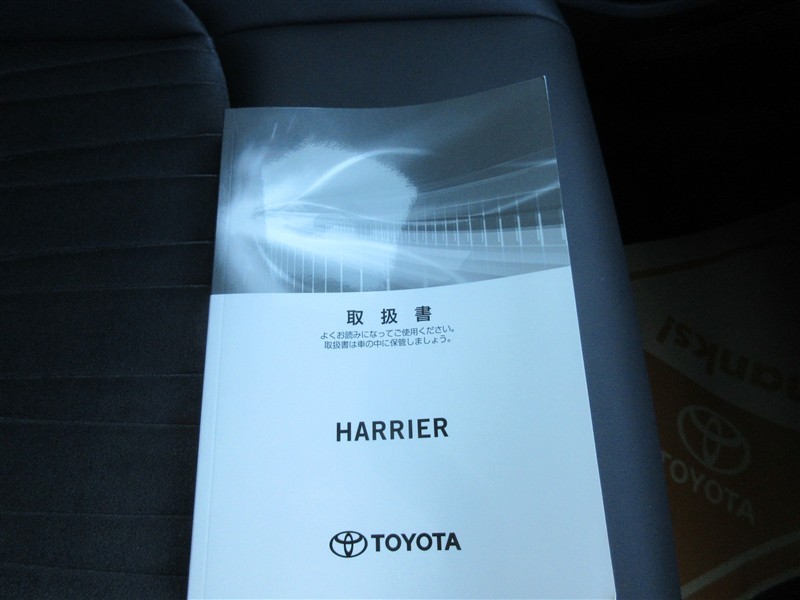 取扱書
よくお読みになってご使用ください。
取扱書は車の中に保管しましょう。
HARRIER
TOYOTA
hanks!
TOYOTA